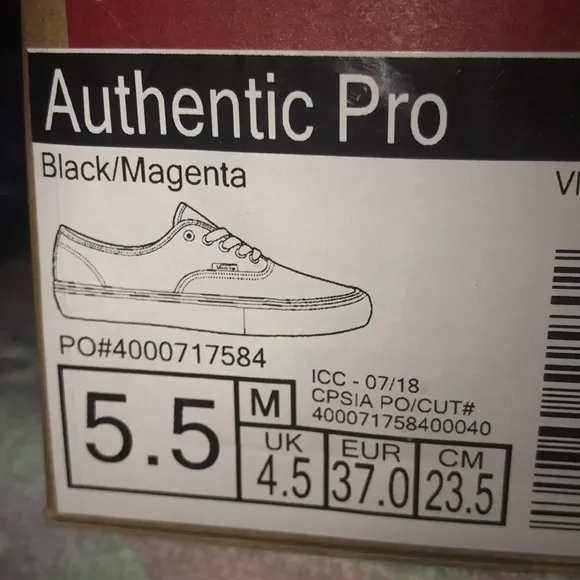 Authentic Pro
Black/Magenta
PO#4000717584
ICC - 07/18
CPSIA PO/CUT#
400071758400040
5.5
M
UK
4.5
EUR
37.0
CM
23.5